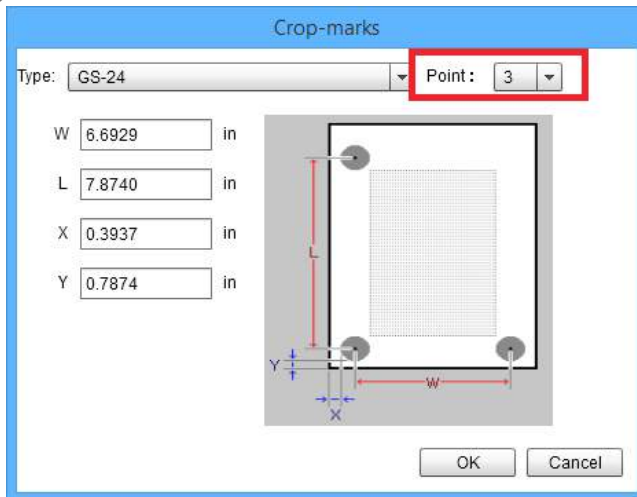 Crop-marks
Type: GS-24 Point : 3
W 6.6929 in
L 7.8740 in
X 0.3937 in
Y 0.7874 in
L
Y
W
X
OK Cancel